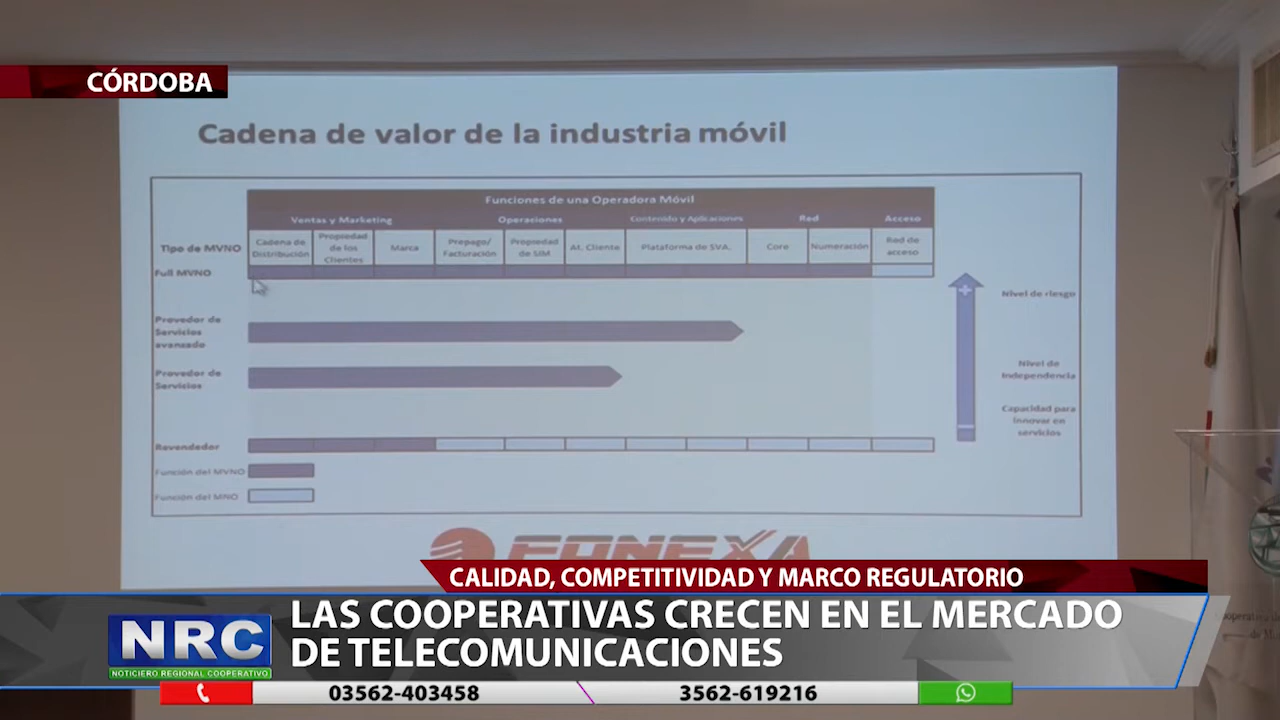 CÓRDOBA
Cadena de valor de la industria móvil
Funciones de una Operadora Móvil
Ventas y Marketing Operaciones Contenido y Aplicaciones Red Acceso
Tipo de MVNO
Cadena de Distribución
Propiedad de los Clientes
Marca
Prepago/ Facturación
Propiedad de SIM
At. Cliente
Plataforma de SVA.
Core
Numeración
Red de acceso
Full MVNO
Nivel de riesgo
Provedor de
Servicios
avanzado
Provedor de
Servicios
Nivel de
Independencia
Capacidad para
innovar en
servicios
Revendedor
Función del MVNO
Función del MNO
FONEXA
CALIDAD, COMPETITIVIDAD Y MARCO REGULATORIO
LAS COOPERATIVAS CRECEN EN EL MERCADO
DE TELECOMUNICACIONES
NRC
NOTICIERO REGIONAL COOPERATIVO
03562-403458 3562-619216